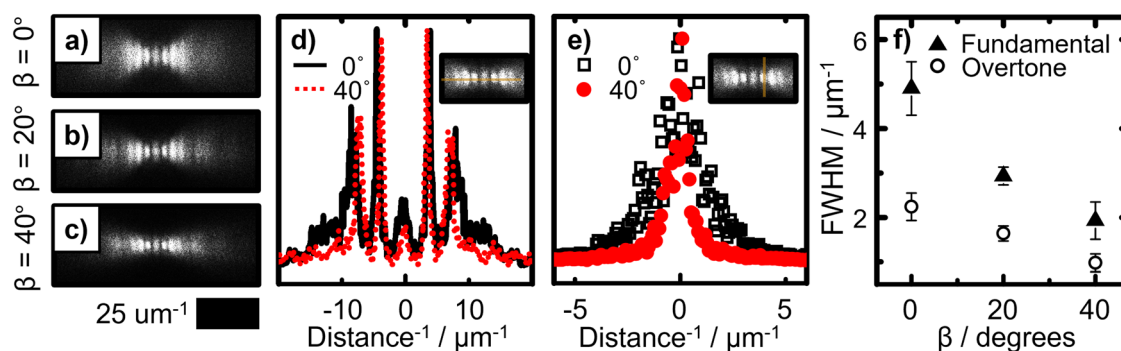 a)
β = 0°
b)
β = 20°
c)
β = 40°
25 um⁻¹
d)
0°
40°
-10 0 10
Distance⁻¹ / μm⁻¹
e)
0°
40°
-5 0 5
Distance⁻¹ / μm⁻¹
f)
Fundamental
Overtone
FWHM / μm⁻¹
6
4
2
0 20 40
β / degrees